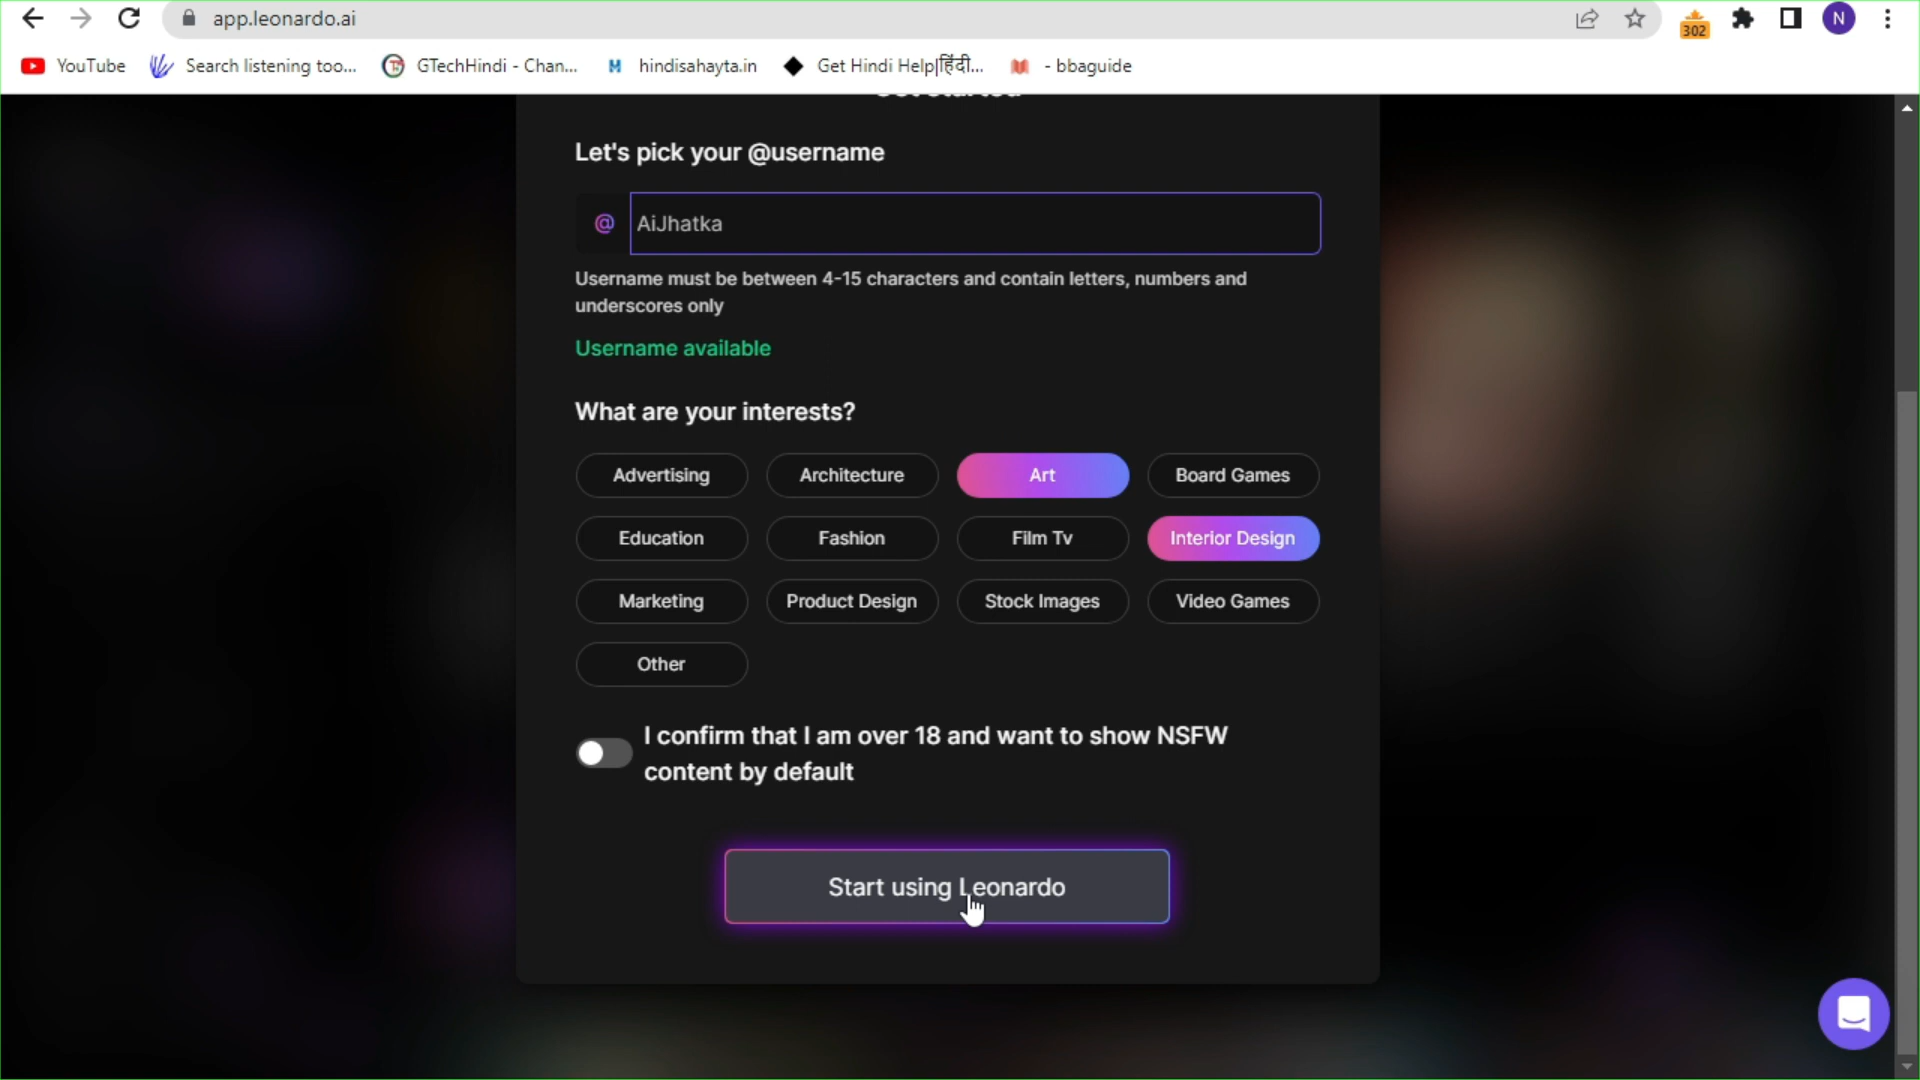 app.leonardo.ai
302
N
YouTube
Search listening too...
GTechHindi - Chan...
hindisahayta.in
Get Hindi Help|हिंदी...
- bbaguide
Let's pick your @username
@ AiJhatka
Username must be between 4-15 characters and contain letters, numbers and
underscores only
Username available
What are your interests?
Advertising Architecture Art Board Games
Education Fashion Film Tv Interior Design
Marketing Product Design Stock Images Video Games
Other
I confirm that I am over 18 and want to show NSFW
content by default
Start using Leonardo